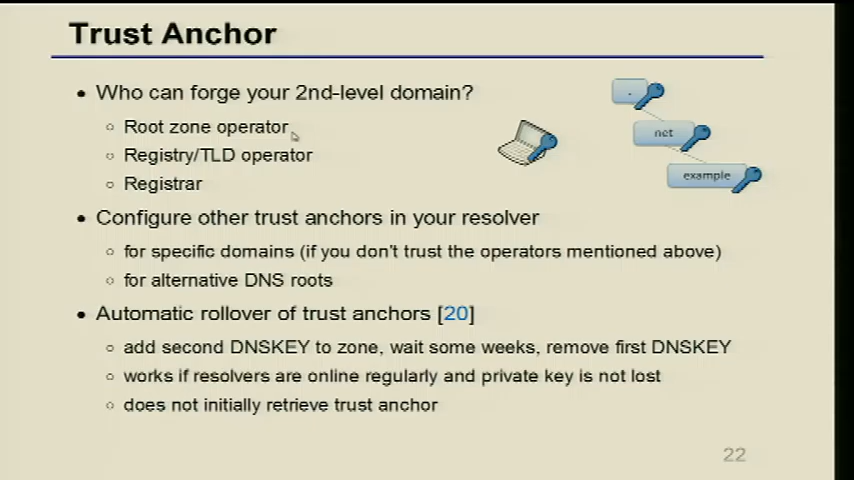 Trust Anchor
• Who can forge your 2nd-level domain?
○ Root zone operator
○ Registry/TLD operator
○ Registrar
.
net
example
• Configure other trust anchors in your resolver
○ for specific domains (if you don't trust the operators mentioned above)
○ for alternative DNS roots
• Automatic rollover of trust anchors [20]
○ add second DNSKEY to zone, wait some weeks, remove first DNSKEY
○ works if resolvers are online regularly and private key is not lost
○ does not initially retrieve trust anchor
22